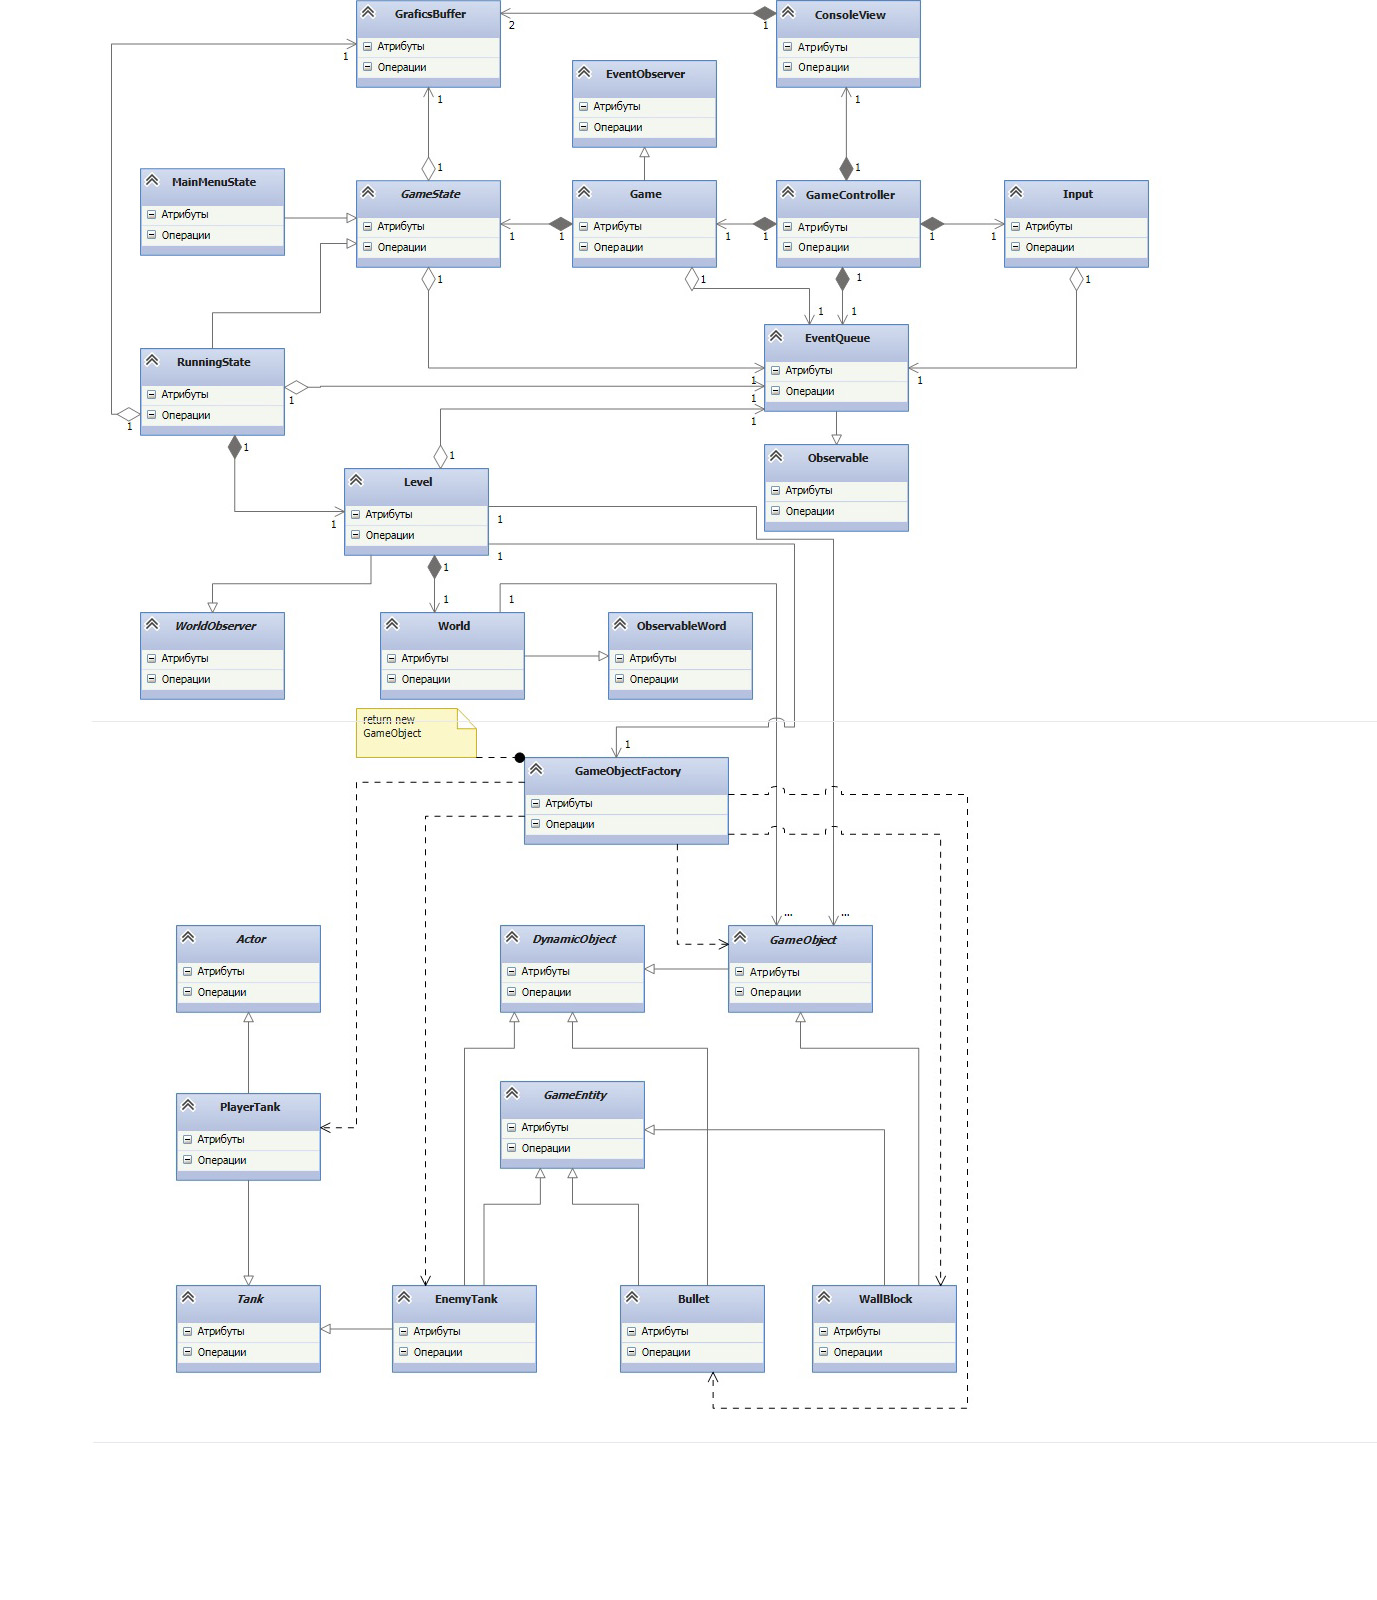 GraficsBuffer
Атрибуты
Операции
2
1
ConsoleView
Атрибуты
Операции
1
EventObserver
Атрибуты
Операции
1
1
1
1
MainMenuState
Атрибуты
Операции
GameState
Атрибуты
Операции
1
1
Game
Атрибуты
Операции
1
1
GameController
Атрибуты
Операции
1
1
Input
Атрибуты
Операции
1
1
1
1
1
1
EventQueue
Атрибуты
Операции
1
1
1
1
RunningState
Атрибуты
Операции
1
1
1
1
Observable
Атрибуты
Операции
Level
Атрибуты
Операции
1
1
1
1
1
1
WorldObserver
Атрибуты
Операции
World
Атрибуты
Операции
ObservableWord
Атрибуты
Операции
return new
GameObject
1
GameObjectFactory
Атрибуты
Операции
...
...
Actor
Атрибуты
Операции
DynamicObject
Атрибуты
Операции
GameObject
Атрибуты
Операции
PlayerTank
Атрибуты
Операции
GameEntity
Атрибуты
Операции
Tank
Атрибуты
Операции
EnemyTank
Атрибуты
Операции
Bullet
Атрибуты
Операции
WallBlock
Атрибуты
Операции